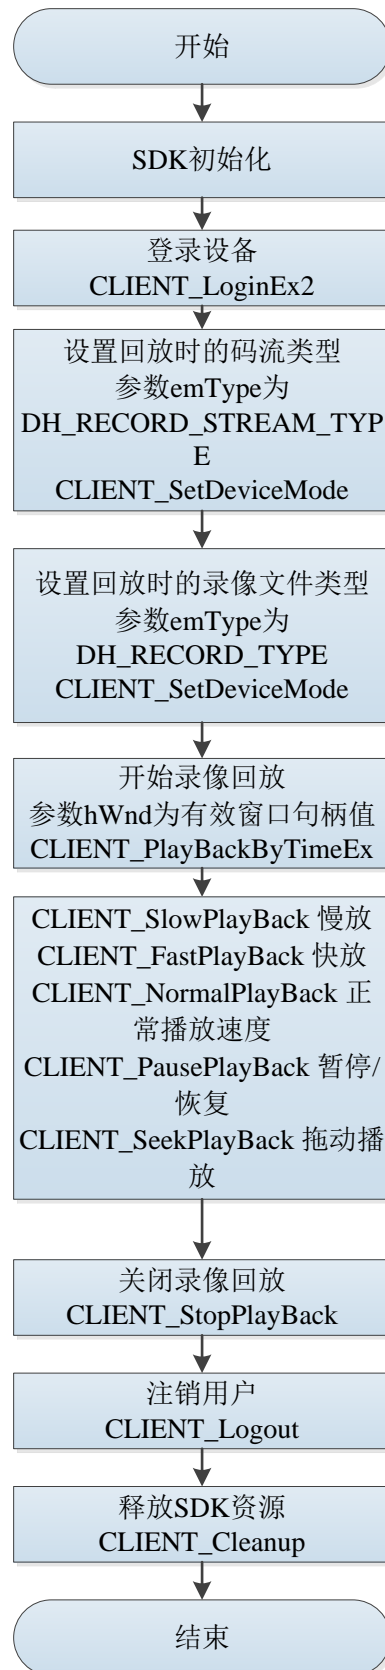 开始
SDK初始化
登录设备
CLIENT_LoginEx2
设置回放时的码流类型
参数emType为
DH_RECORD_STREAM_TYP
E
CLIENT_SetDeviceMode
设置回放时的录像文件类型
参数emType为
DH_RECORD_TYPE
CLIENT_SetDeviceMode
开始录像回放
参数hWnd为有效窗口句柄值
CLIENT_PlayBackByTimeEx
CLIENT_SlowPlayBack 慢放
CLIENT_FastPlayBack 快放
CLIENT_NormalPlayBack 正
常播放速度
CLIENT_PausePlayBack 暂停/
恢复
CLIENT_SeekPlayBack 拖动播
放
关闭录像回放
CLIENT_StopPlayBack
注销用户
CLIENT_Logout
释放SDK资源
CLIENT_Cleanup
结束